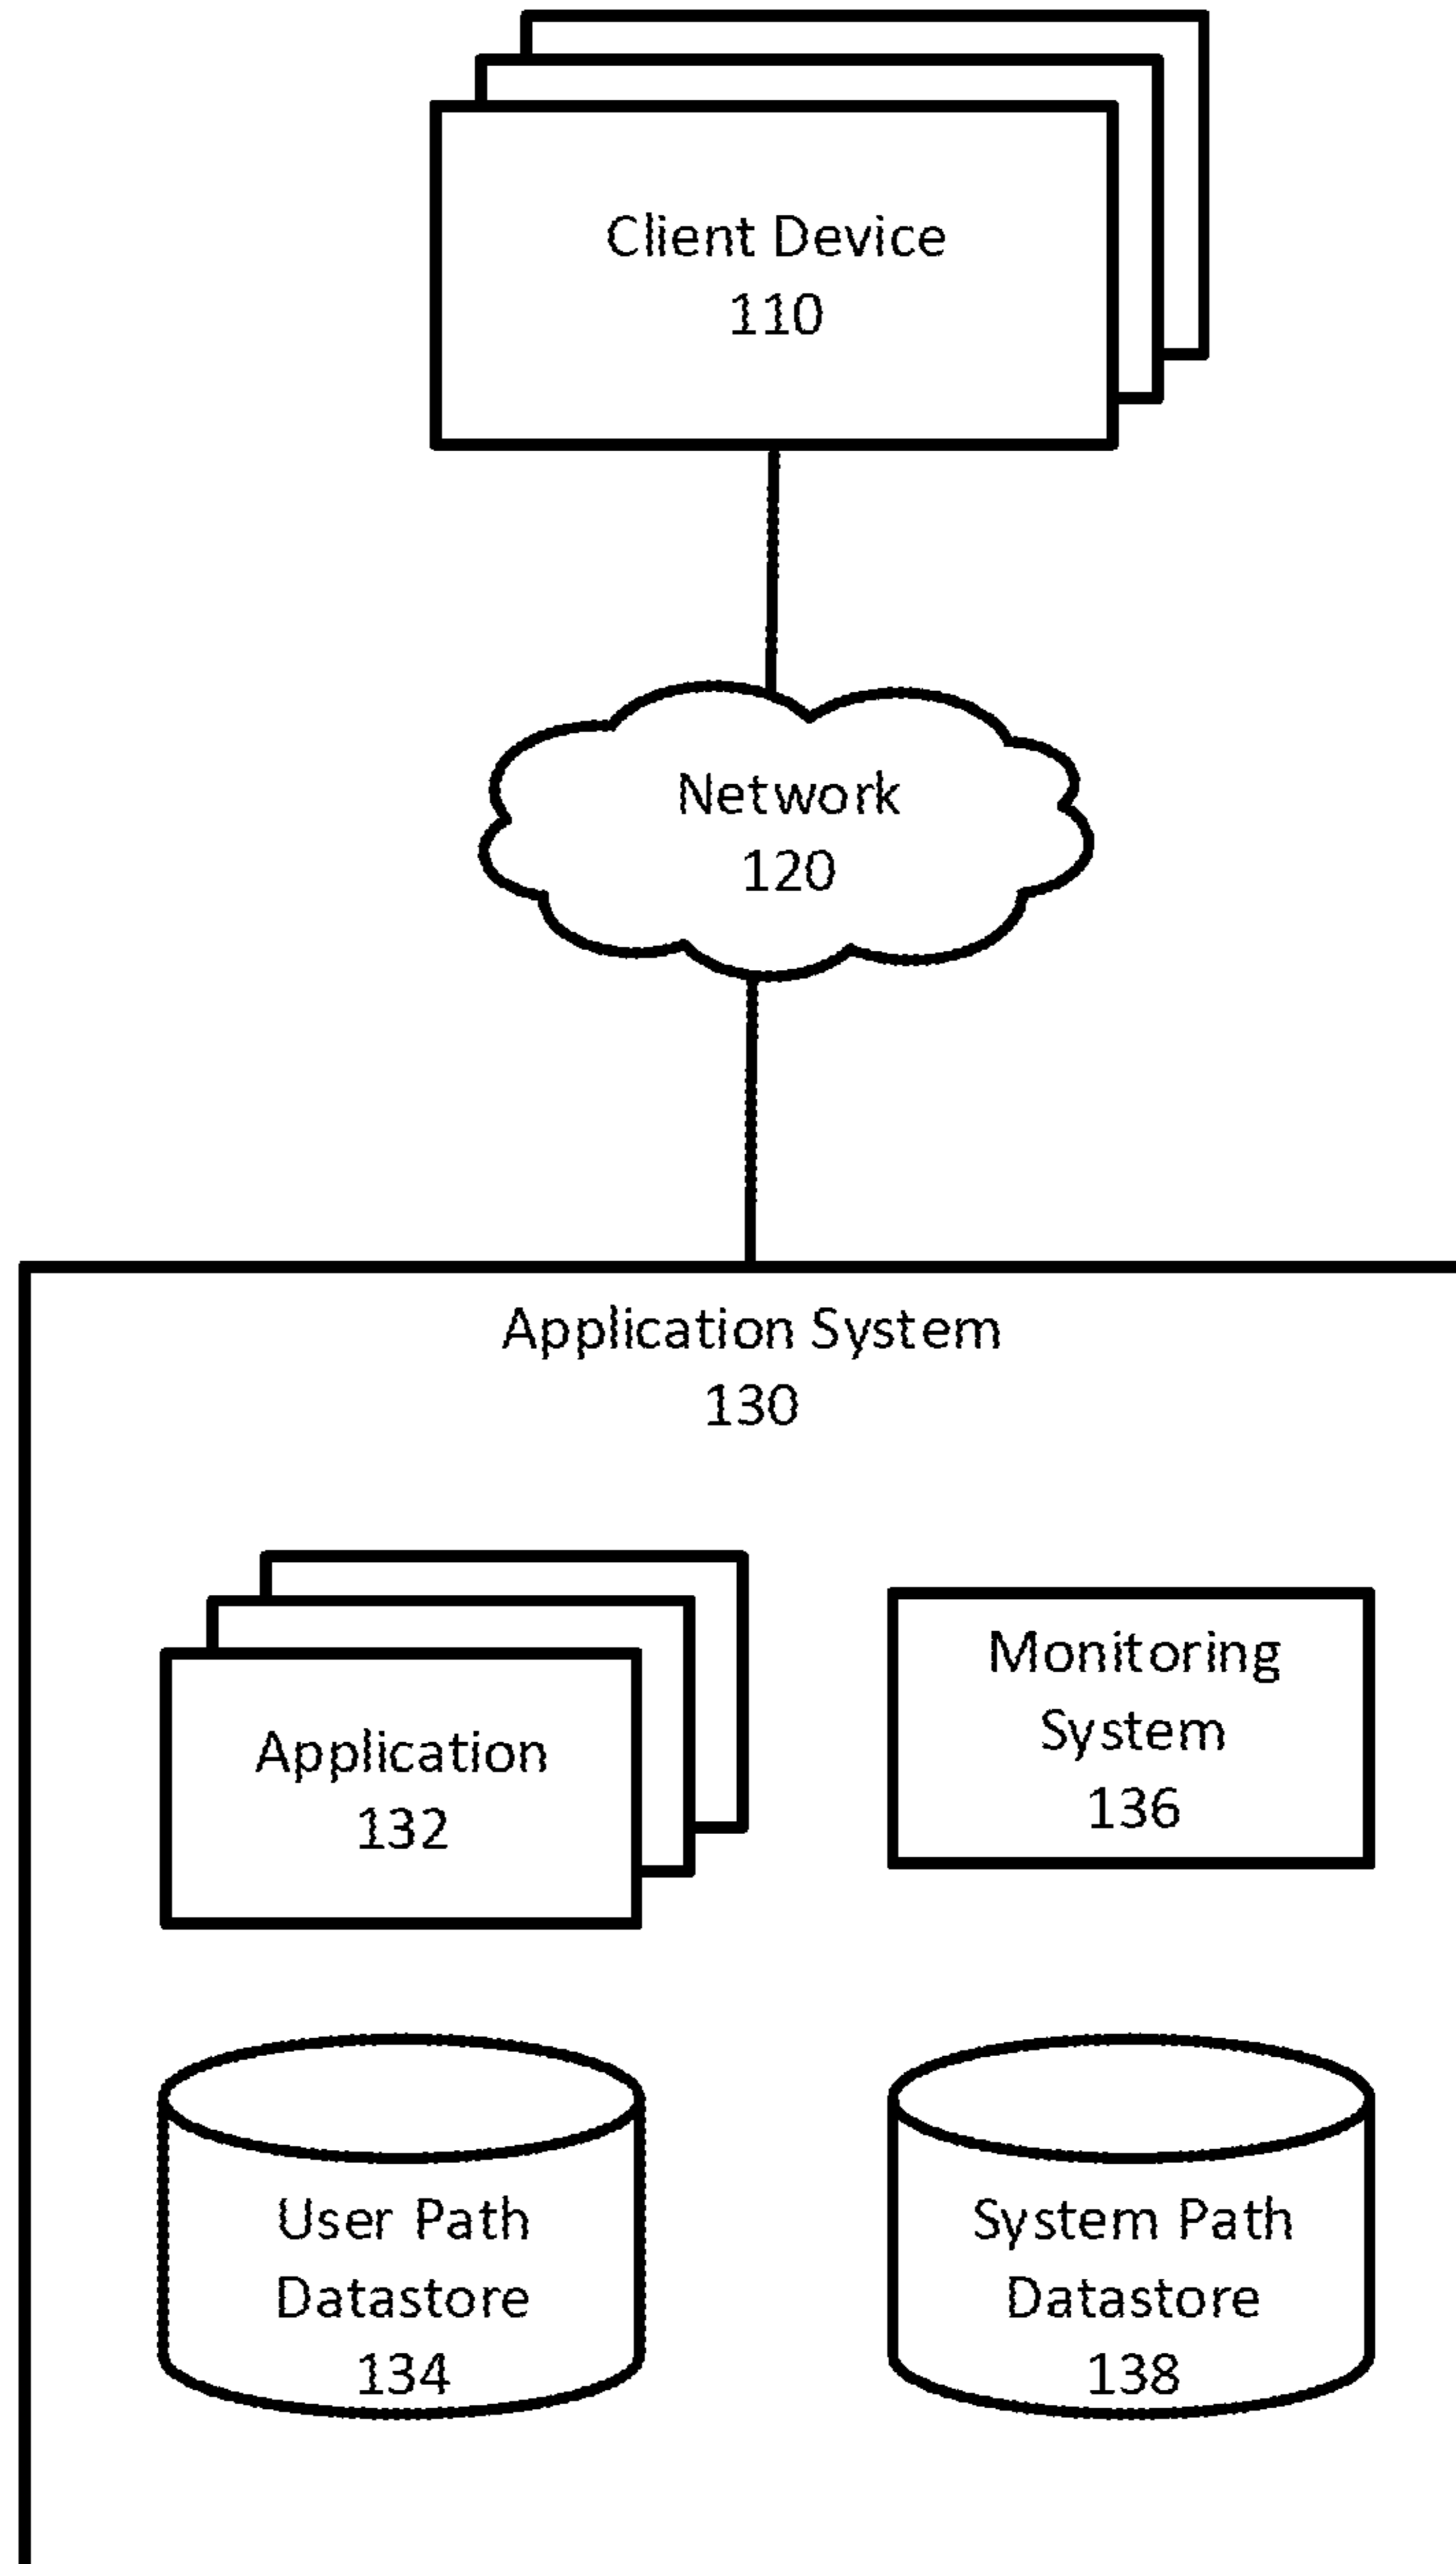 Client Device
110
Network
120
Application System
130
Application
132
Monitoring
System
136
User Path
Datastore
134
System Path
Datastore
138